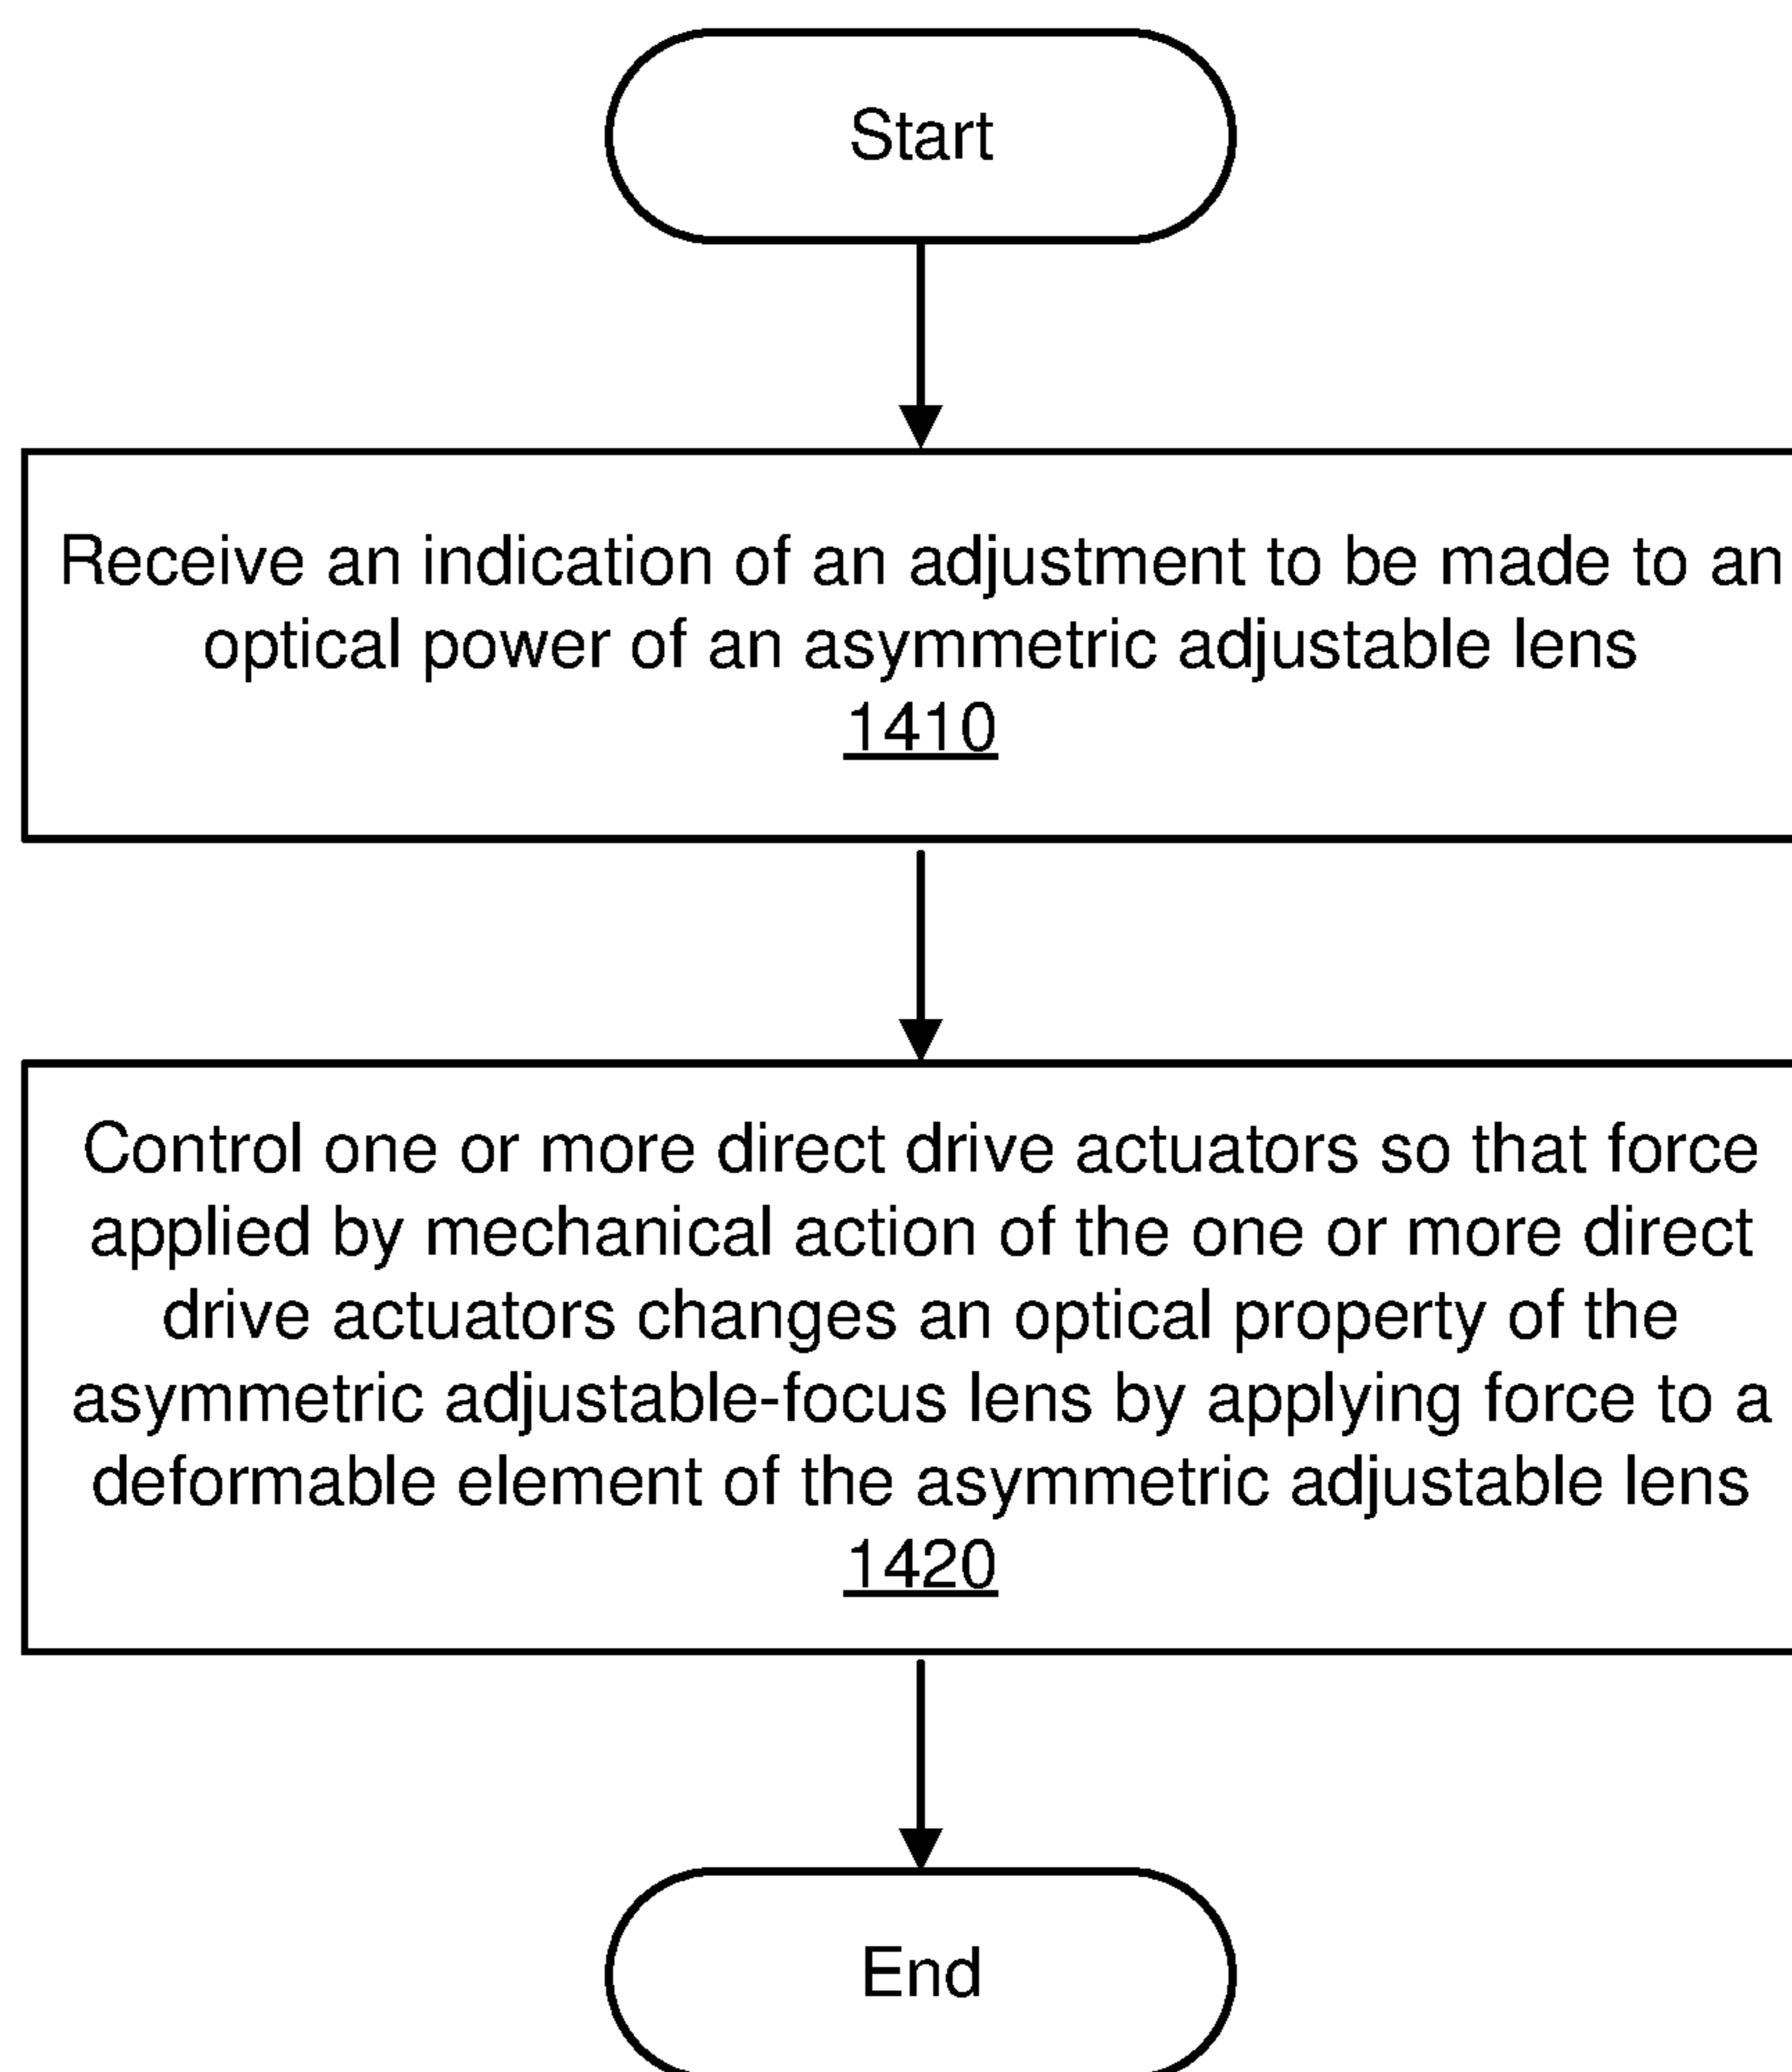 Start
Receive an indication of an adjustment to be made to an
optical power of an asymmetric adjustable lens
1410
Control one or more direct drive actuators so that force
applied by mechanical action of the one or more direct
drive actuators changes an optical property of the
asymmetric adjustable-focus lens by applying force to a
deformable element of the asymmetric adjustable lens
1420
End